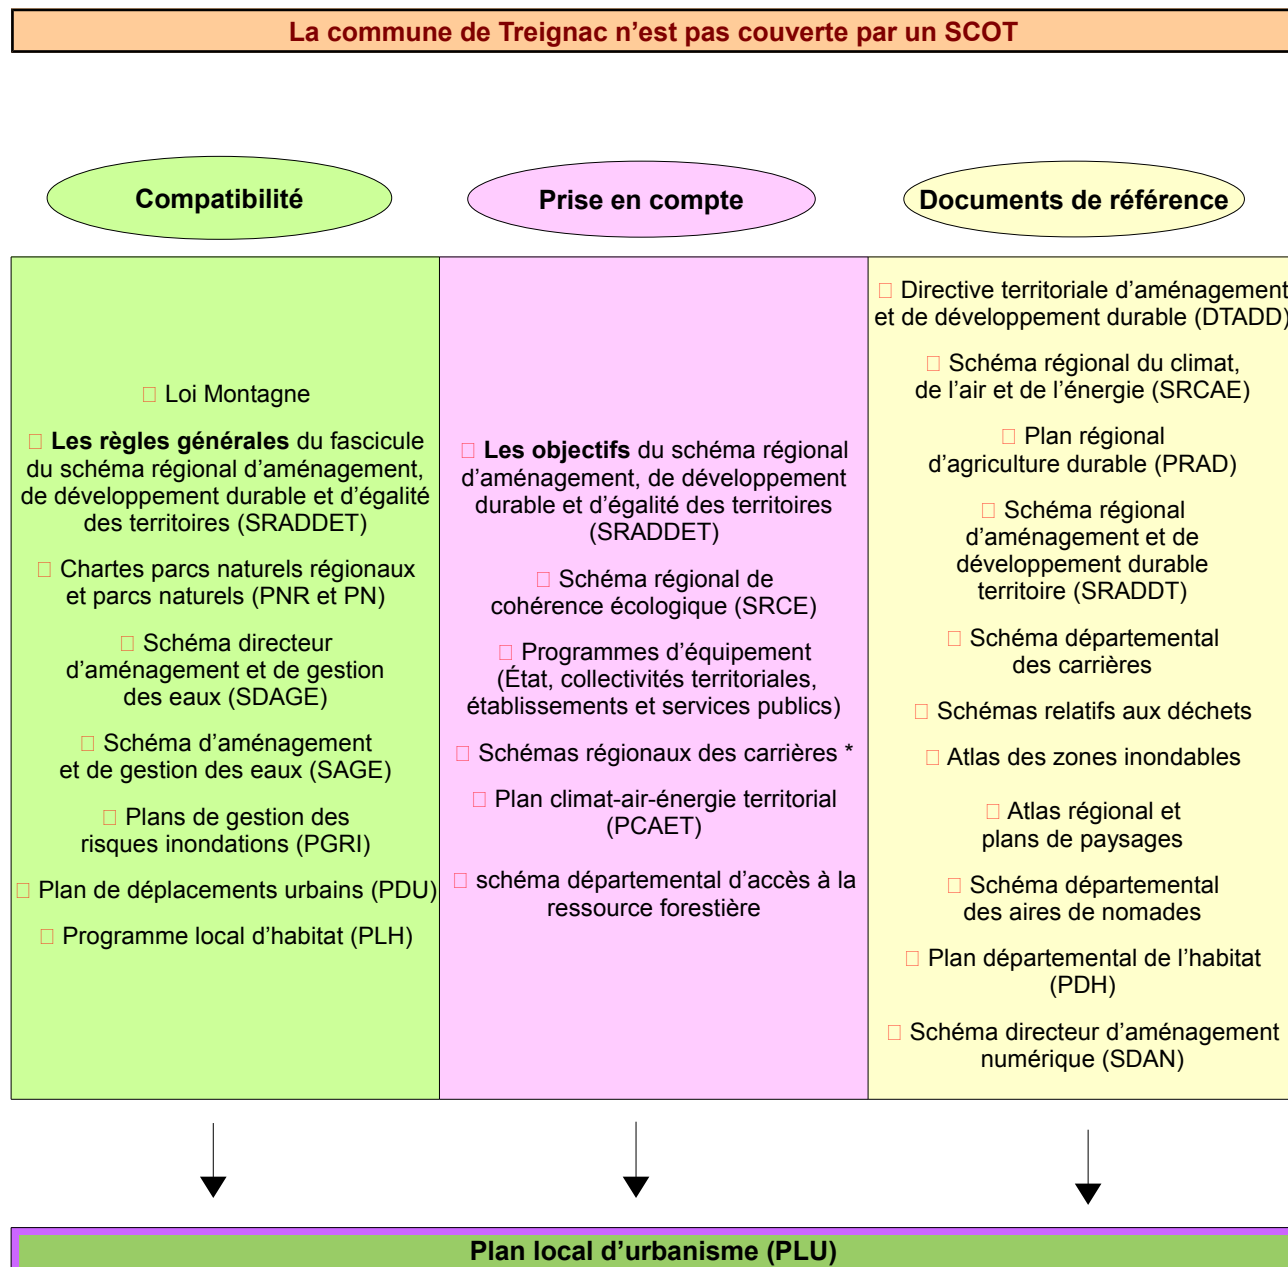 La commune de Treignac n'est pas couverte par un SCOT
Compatibilité
Prise en compte
Documents de référence
Loi Montagne
Les règles générales du fascicule
du schéma régional d'aménagement,
de développement durable et d'égalité
des territoires (SRADDET)
Chartes parcs naturels régionaux
et parcs naturels (PNR et PN)
Schéma directeur
d'aménagement et de gestion
des eaux (SDAGE)
Schéma d'aménagement
et de gestion des eaux (SAGE)
Plans de gestion des
risques inondations (PGRI)
Plan de déplacements urbains (PDU)
Programme local d'habitat (PLH)
Les objectifs du schéma régional
d'aménagement, de développement
durable et d'égalité des territoires
(SRADDET)
Schéma régional de
cohérence écologique (SRCE)
Programmes d'équipement
(État, collectivités territoriales,
établissements et services publics)
Schémas régionaux des carrières *
Plan climat-air-énergie territorial
(PCAET)
schéma départemental d'accès à la
ressource forestière
Directive territoriale d'aménagement
et de développement durable (DTADD)
Schéma régional du climat,
de l'air et de l'énergie (SRCAE)
Plan régional
d'agriculture durable (PRAD)
Schéma régional
d'aménagement et de
développement durable
territoire (SRADDT)
Schéma départemental
des carrières
Schémas relatifs aux déchets
Atlas des zones inondables
Atlas régional et
plans de paysages
Schéma départemental
des aires de nomades
Plan départemental de l'habitat
(PDH)
Schéma directeur d'aménagement
numérique (SDAN)
Plan local d'urbanisme (PLU)